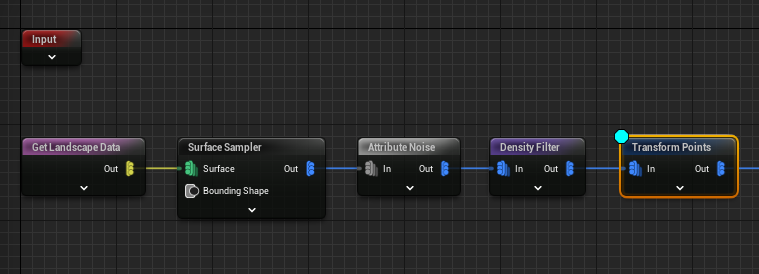 Input
Get Landscape Data
Out
Surface Sampler
Surface
Out
Bounding Shape
Attribute Noise
In
Out
Density Filter
In
Out
Transform Points
In
Out